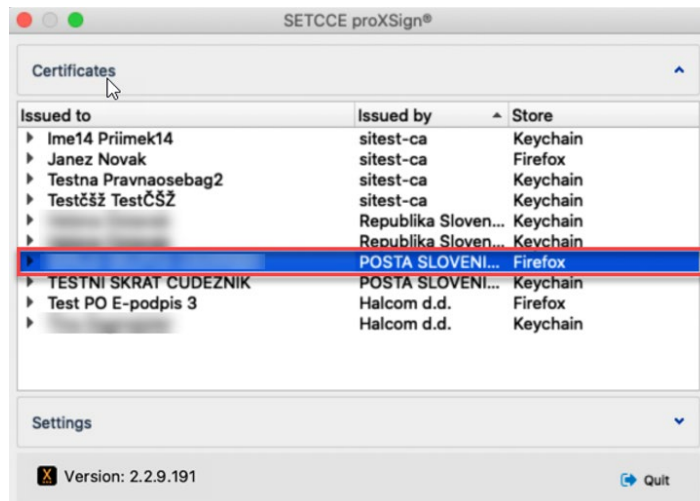 SETCCE proXSign®
Certificates
Issued to Issued by Store
Ime14 Priimek14 sitest-ca Keychain
Janez Novak sitest-ca Firefox
Testna Pravnaosebag2 sitest-ca Keychain
Testčšž TestČŠŽ sitest-ca Keychain
Republika Sloven... Keychain
Republika Sloven... Keychain
POSTA SLOVENI... Firefox
TESTNI SKRAT CUDEZNIK POSTA SLOVENI... Keychain
Test PO E-podpis 3 Halcom d.d. Firefox
Halcom d.d. Keychain
Settings
Version: 2.2.9.191 Quit